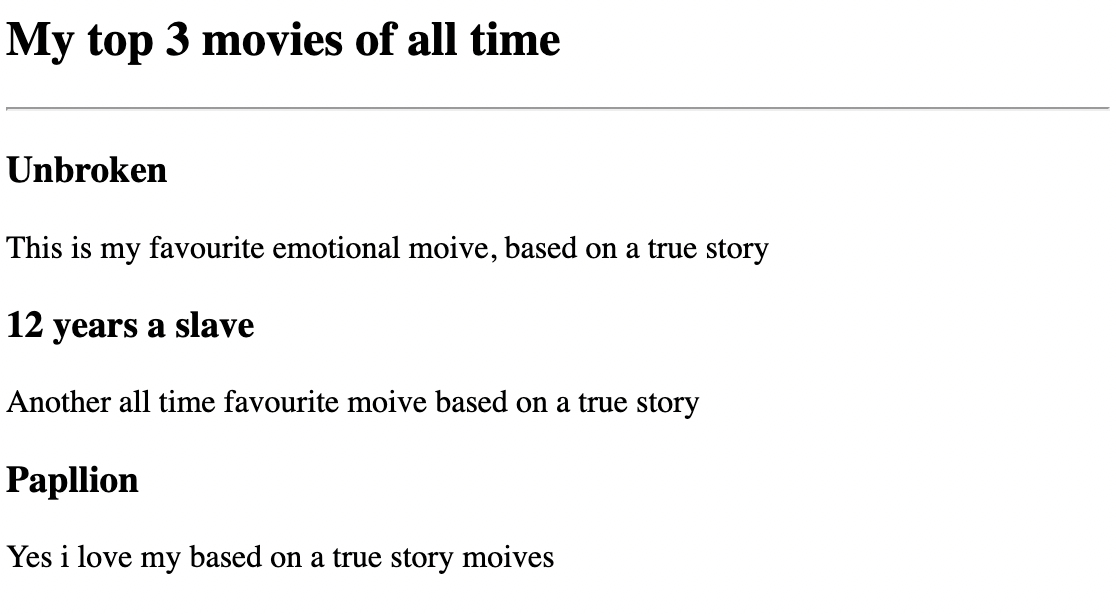 My top 3 movies of all time
Unbroken
This is my favourite emotional moive, based on a true story
12 years a slave
Another all time favourite moive based on a true story
Papllion
Yes i love my based on a true story moives